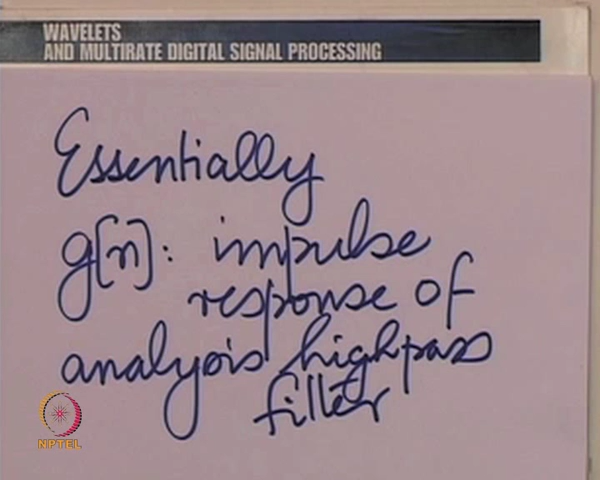 WAVELETS
AND MULTIRATE DIGITAL SIGNAL PROCESSING
Essentially
g[n]: impulse
response of
analysis highpass
filter
NPTEL